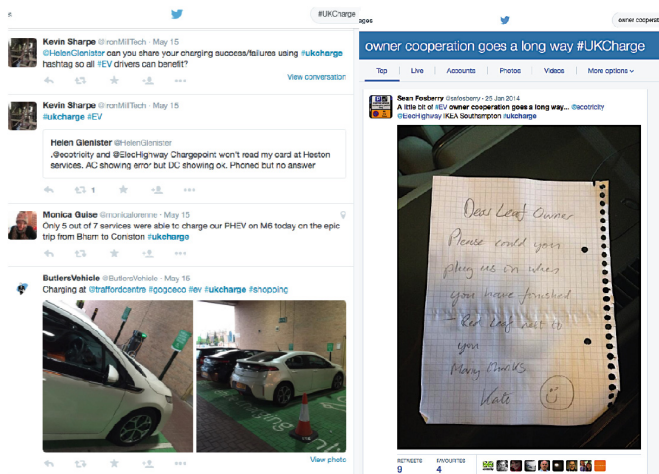 #UKCharge
Kevin Sharpe @IronMillTech · May 15
@HelenGlenister can you share your charging success/failures using #ukcharge
hashtag so all #EV drivers can benefit?
View conversation
Kevin Sharpe @IronMillTech · May 15
#ukcharge #EV
Helen Glenister @HelenGlenister
.@ecotricity and @ElecHighway Chargepoint won't read my card at Heston
services. AC showing error but DC showing ok. Phoned but no answer
1
Monica Guise @monicalorenne · May 15
Only 5 out of 7 services were able to charge our PHEV on M6 today on the epic
trip from Bham to Coniston #ukcharge
ButlersVehicle @ButlersVehicle · May 16
Charging at @traffordcentre #gogoeco #ev #ukcharge #shopping
View photo
ages
owner cooperation
owner cooperation goes a long way #UKCharge
Top
Live
Accounts
Photos
Videos
More options
Sean Fosberry @sfosberry · 25 Jan 2014
A little bit of #EV owner cooperation goes a long way... @ecotricity
@ElecHighway IKEA Southampton #ukcharge
Dear Leaf Owner
Please could you
plug us in when
you have finished
Red Leaf next to
you
Many thanks
Kate
RETWEETS
9
FAVOURITES
4